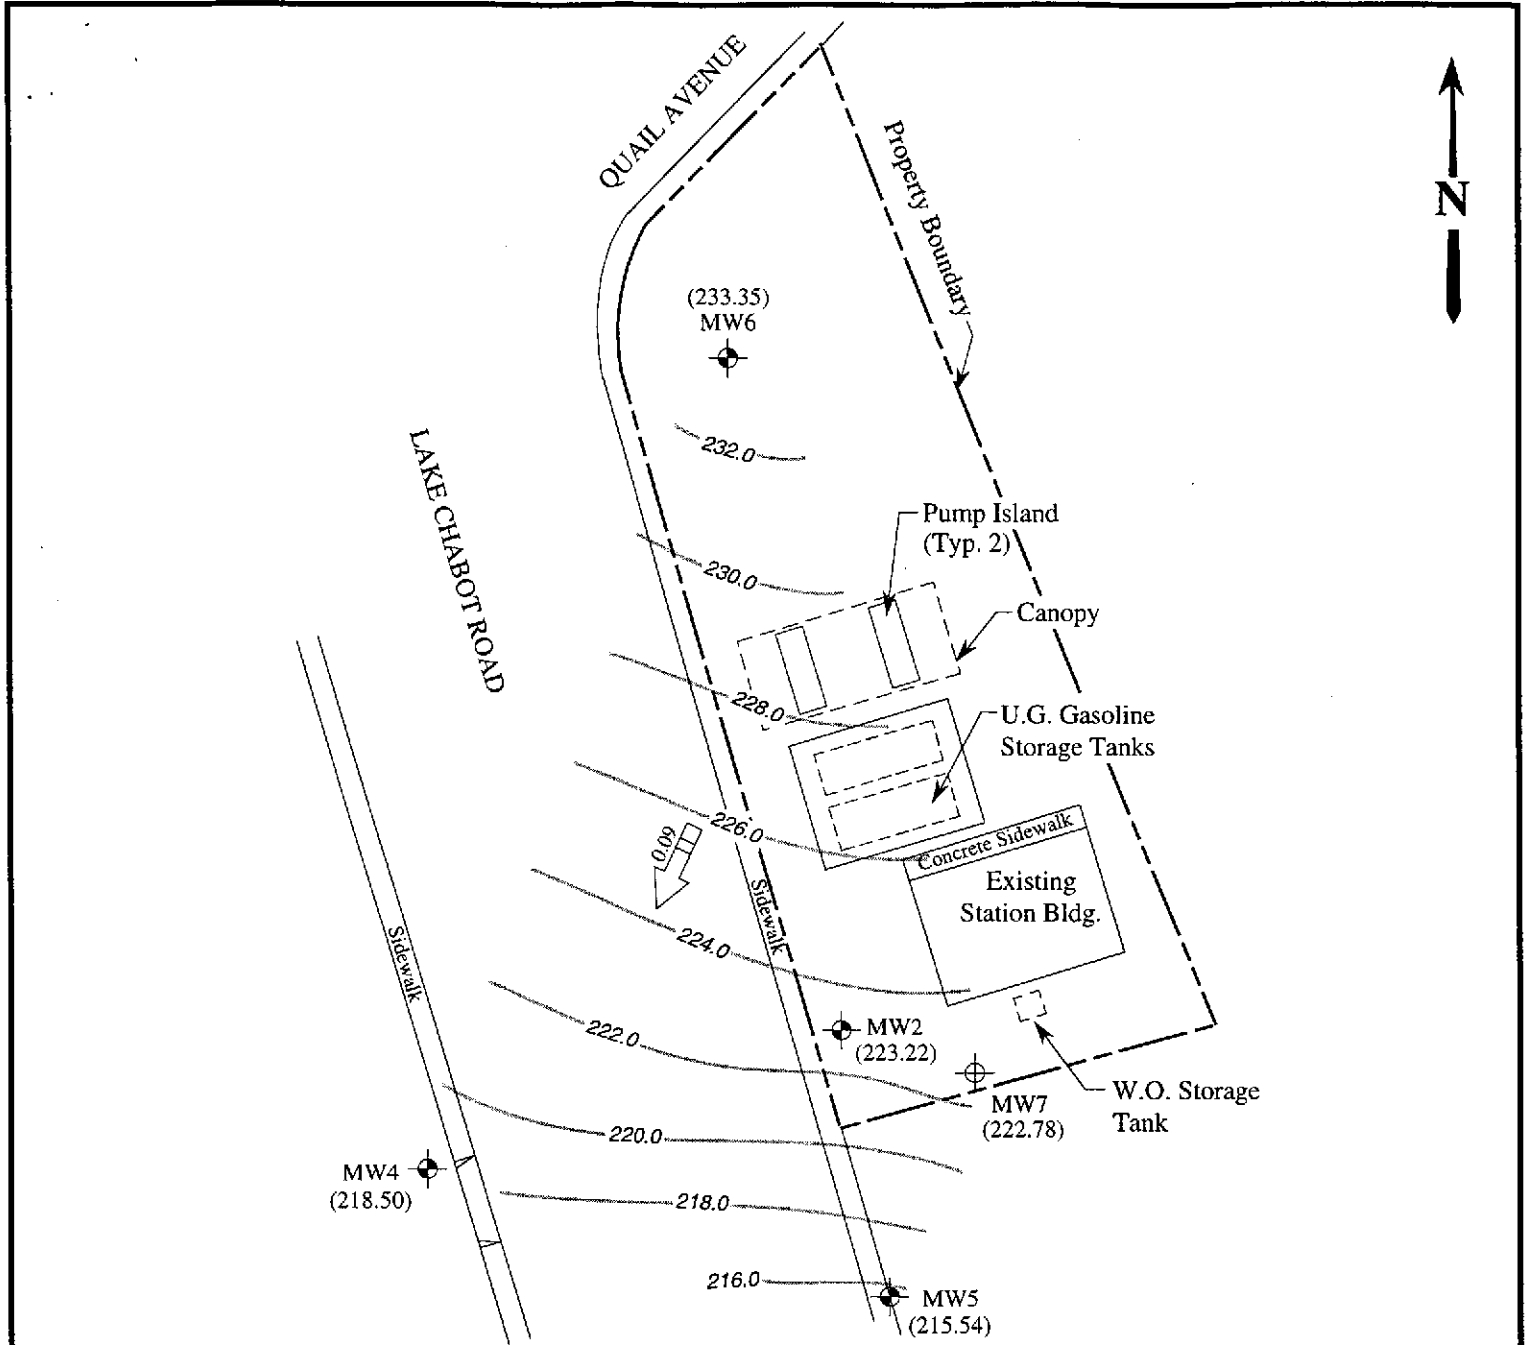 QUAIL AVENUE
Property Boundary
N
(233.35)
MW6
232.0
LAKE CHABOT ROAD
Pump Island
(Typ. 2)
230.0
Canopy
228.0
U.G. Gasoline
Storage Tanks
226.0
0.09
Concrete Sidewalk
Existing
Station Bldg.
Sidewalk
224.0
Sidewalk
222.0
MW2
(223.22)
MW7
(222.78)
W.O. Storage
Tank
220.0
MW4
(218.50)
218.0
216.0
MW5
(215.54)